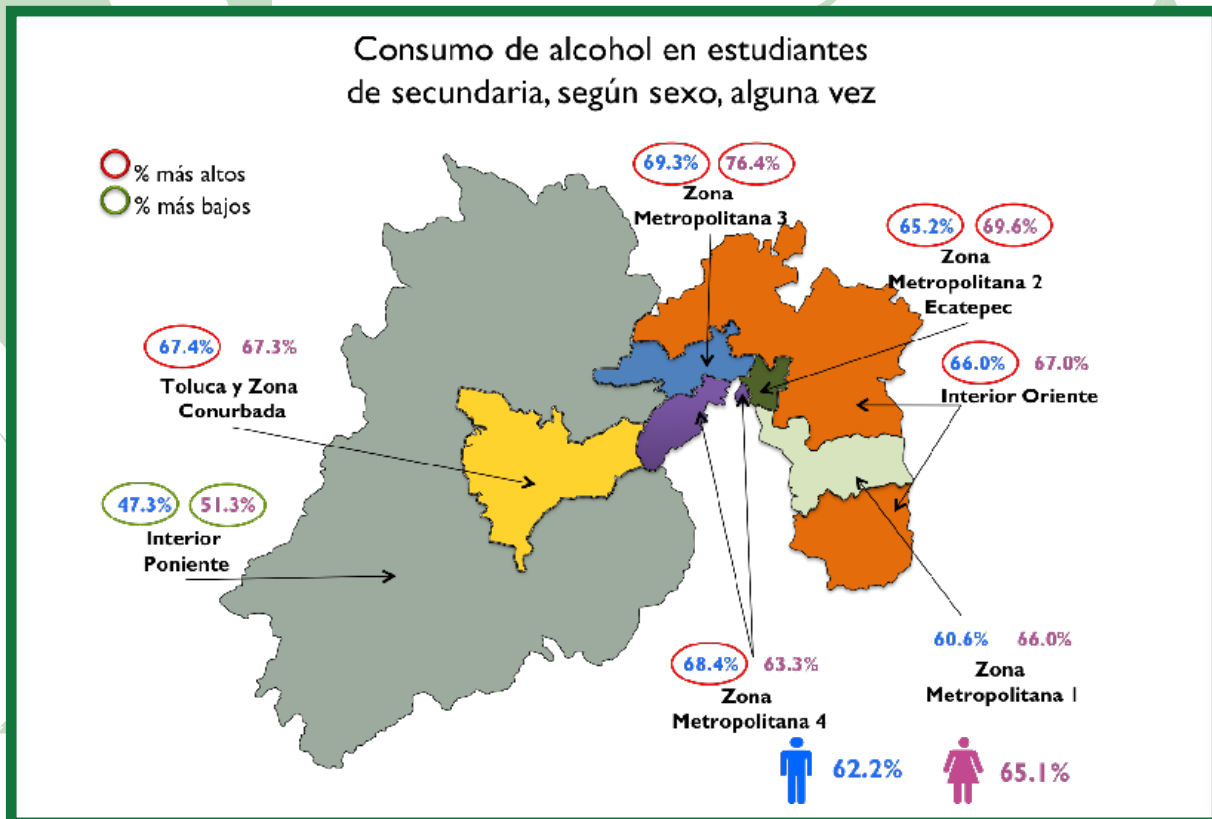 Consumo de alcohol en estudiantes
de secundaria, según sexo, alguna vez
% más altos
% más bajos
69.3% 76.4%
Zona
Metropolitana 3
65.2% 69.6%
Zona
Metropolitana 2
Ecatepec
67.4% 67.3%
Toluca y Zona
Conurbada
66.0% 67.0%
Interior Oriente
47.3% 51.3%
Interior
Poniente
68.4% 63.3%
Zona
Metropolitana 4
60.6% 66.0%
Zona
Metropolitana 1
62.2% 65.1%